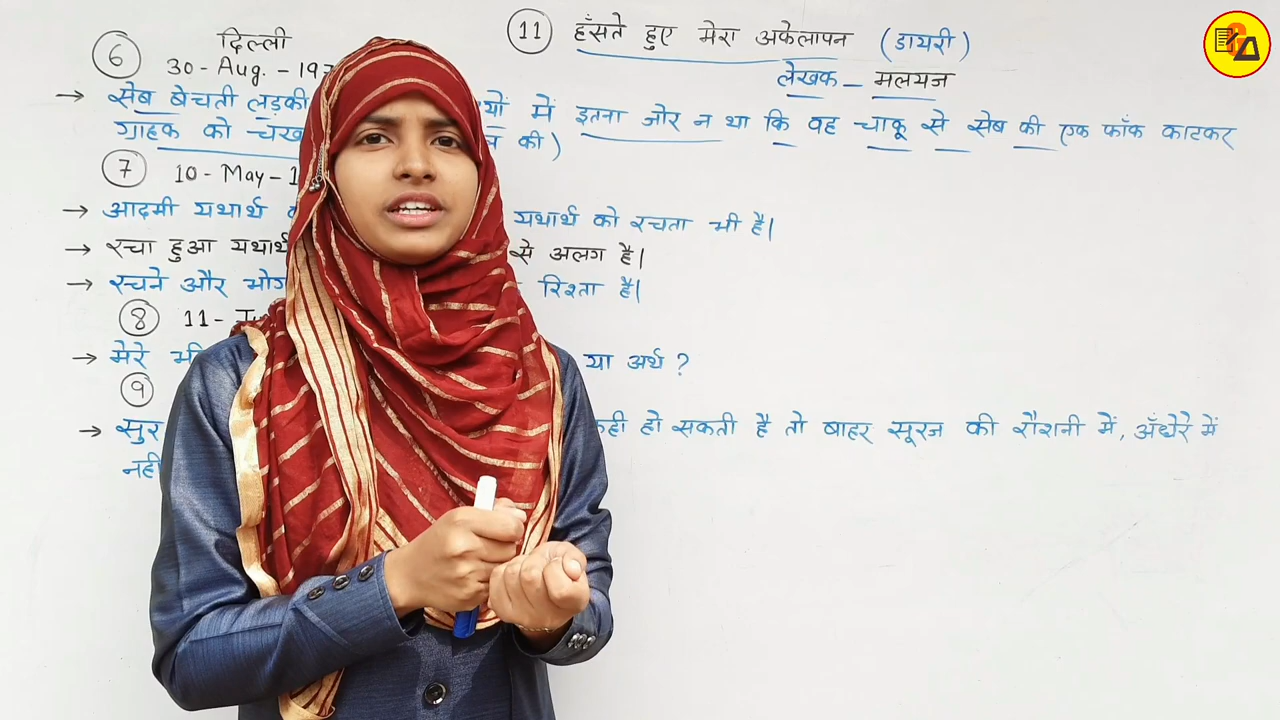 दिल्ली
11 हँसते हुए मेरा अकेलापन (डायरी)
लेखक - मलयज
6 30-Aug.-197
→ सेब बेचती लड़की यों में इतना जोर न था कि वह चाकू से सेब की एक फाँक काटकर
ग्राहक को चख की)
7 10-May-1
→ आदमी यथार्थ यथार्थ को रचता भी है।
→ रचा हुआ यथार्थ से अलग है।
→ रचने और भोग रिश्ता है।
8 11-Ju
→ मेरे भी या अर्थ ?
9
→ सुर कही हो सकती है तो बाहर सूरज की रौशनी में, अँधेरे में
नही